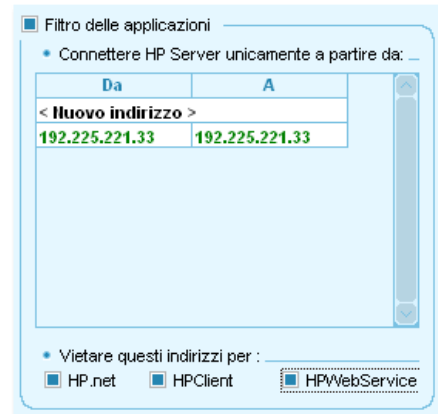 Filtro delle applicazioni
Connettere HP Server unicamente a partire da:
Da A
< Nuovo indirizzo >
192.225.221.33 192.225.221.33
Vietare questi indirizzi per :
HP.net HPClient HPWebService